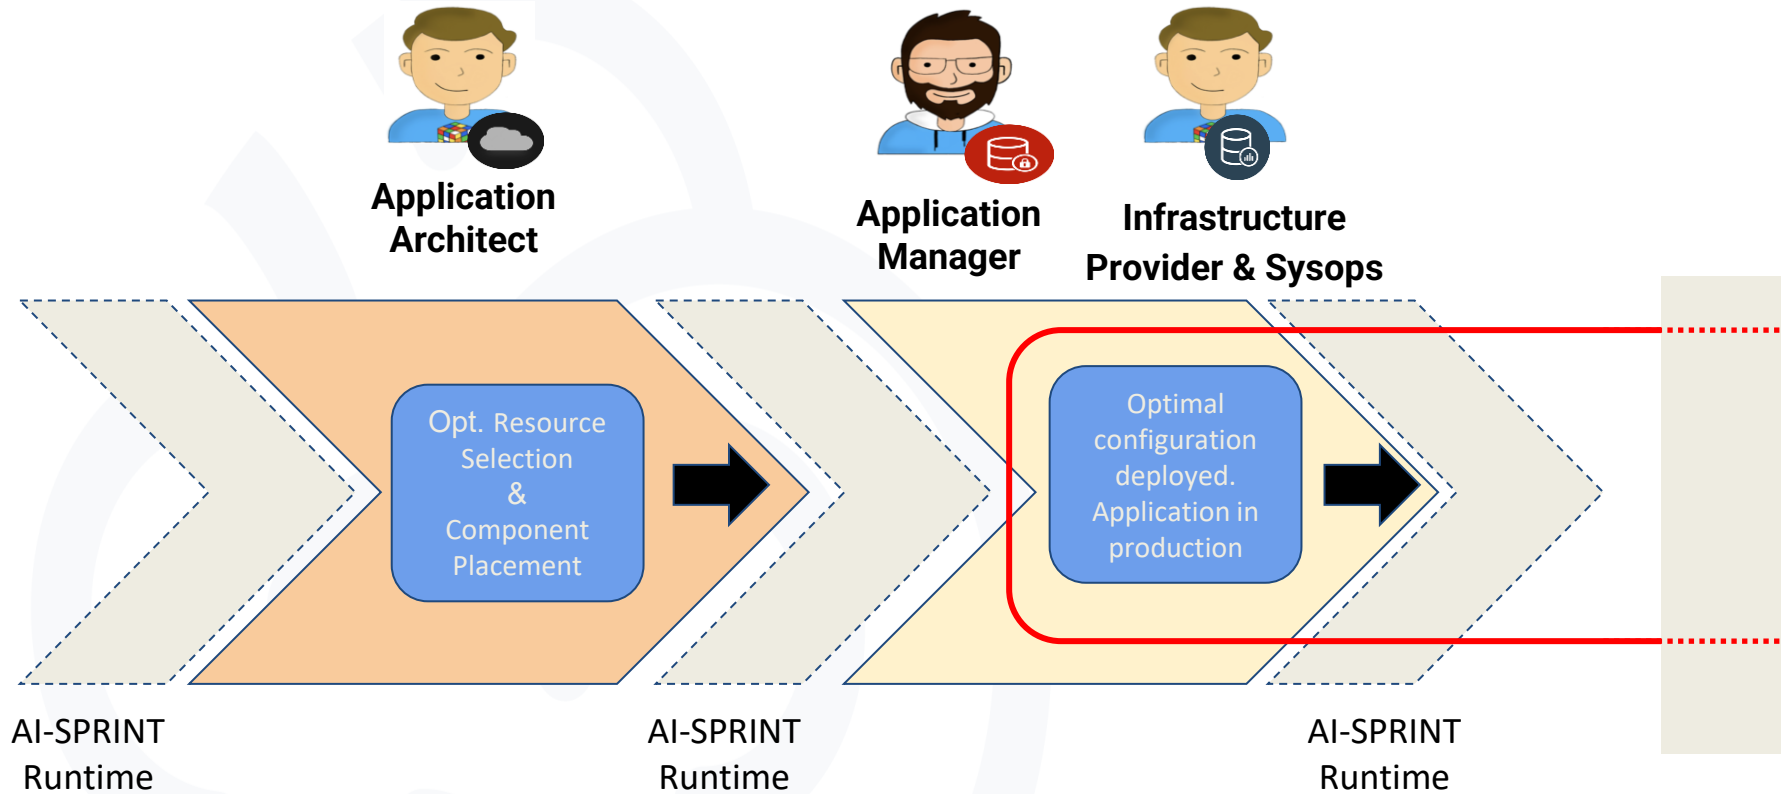 Application
Architect
Application
Manager
Infrastructure
Provider & Sysops
Opt. Resource
Selection
&
Component
Placement
Optimal
configuration
deployed.
Application in
production
AI-SPRINT
Runtime
AI-SPRINT
Runtime
AI-SPRINT
Runtime